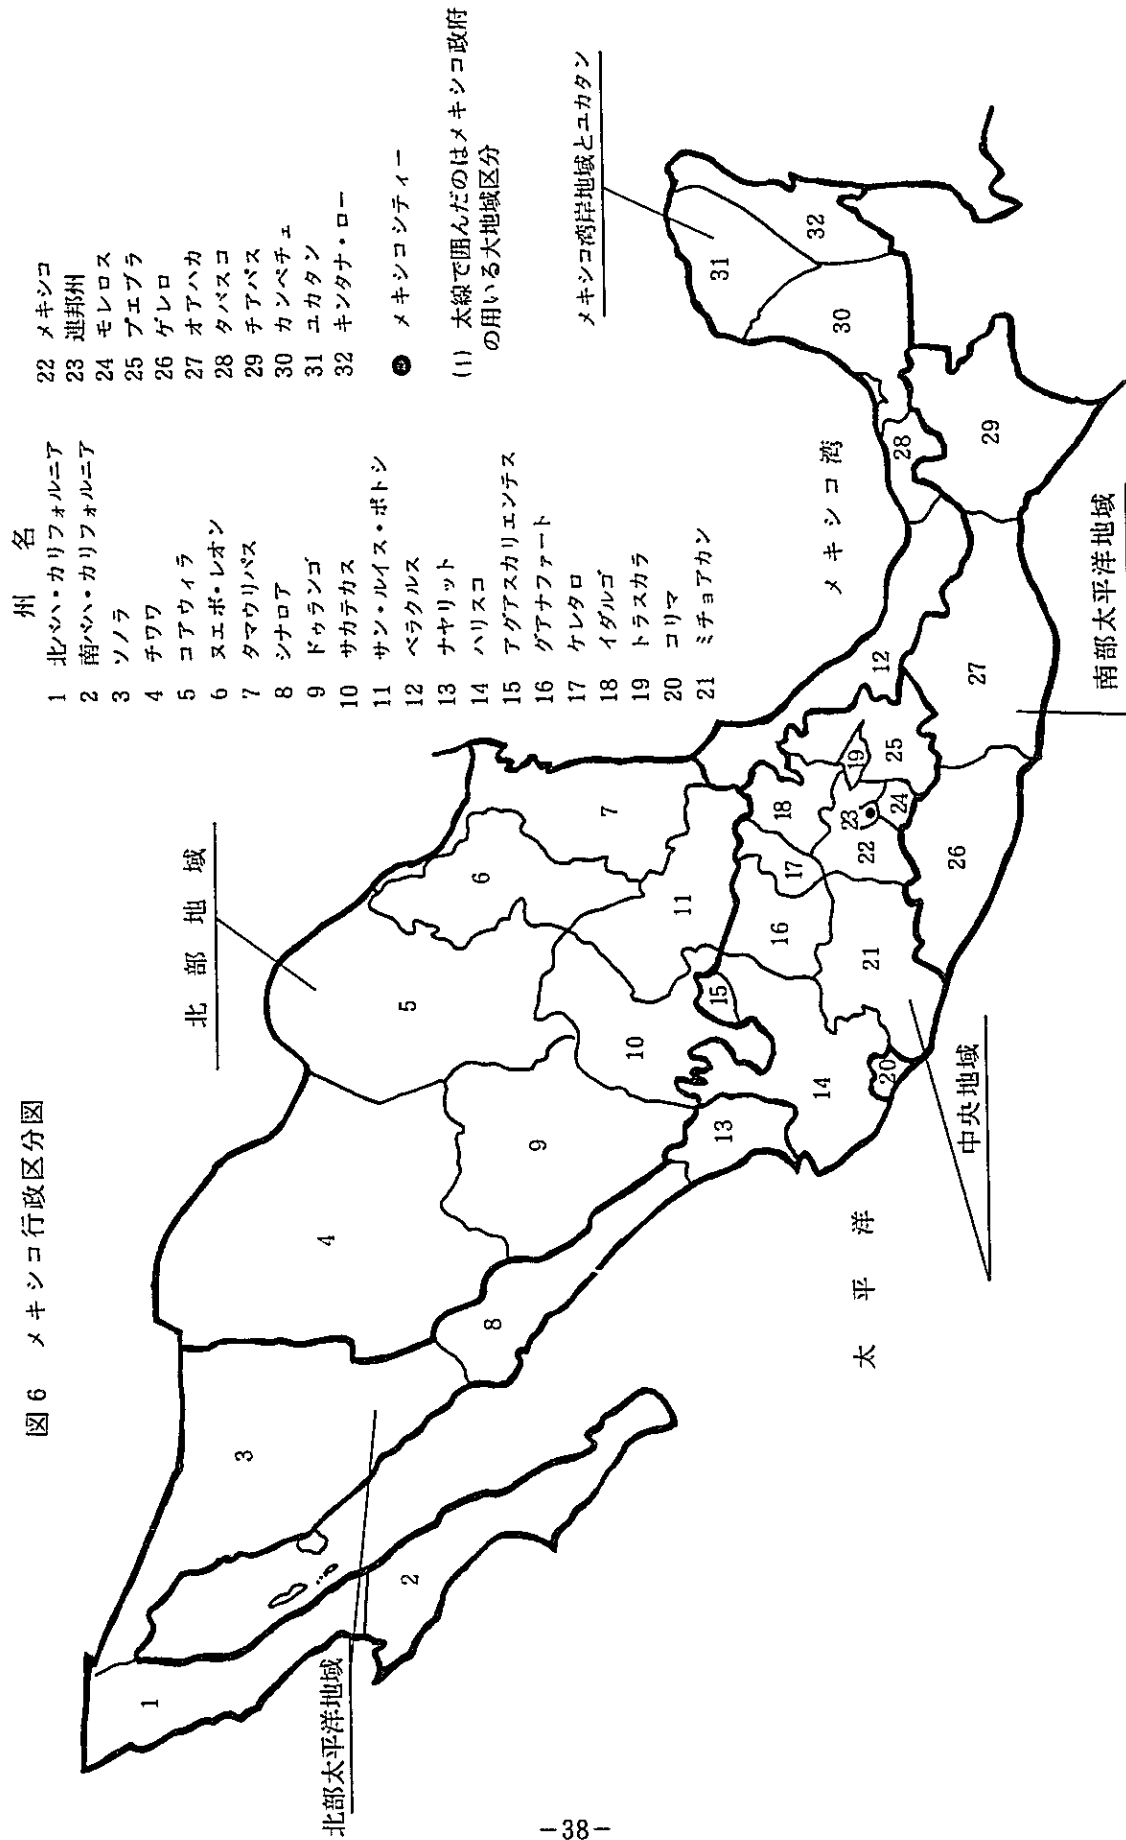 図6 メキシコ行政区分図
州名
1 北バハ・カリフォルニア
2 南バハ・カリフォルニア
3 ソノラ
4 チワワ
5 コアウィラ
6 ヌエボ・レオン
7 タマウリパス
8 シナロア
9 ドゥランゴ
10 サカテカス
11 サン・ルイス・ポトシ
12 ベラクルス
13 ナヤリット
14 ハリスコ
15 アグアスカリエンテス
16 グアナファート
17 ケレタロ
18 イダルゴ
19 トラスカラ
20 コリマ
21 ミチョアカン
22 メキシコ
23 連邦州
24 モレロス
25 プエブラ
26 ゲレロ
27 オアハカ
28 タバスコ
29 チアパス
30 カンペチェ
31 ユカタン
32 キンタナ・ロー
メキシコシティー
(1) 太線で囲んだのはメキシコ政府
の用いる大地域区分
北部地域
メキシコ湾岸地域とユカタン
北部太平洋地域
中央地域
南部太平洋地域
メキシコ湾
太平洋
1
2
3
4
5
6
7
8
9
10
11
12
13
14
15
16
17
18
19
20
21
22
23
24
25
26
27
28
29
30
31
32
-38-